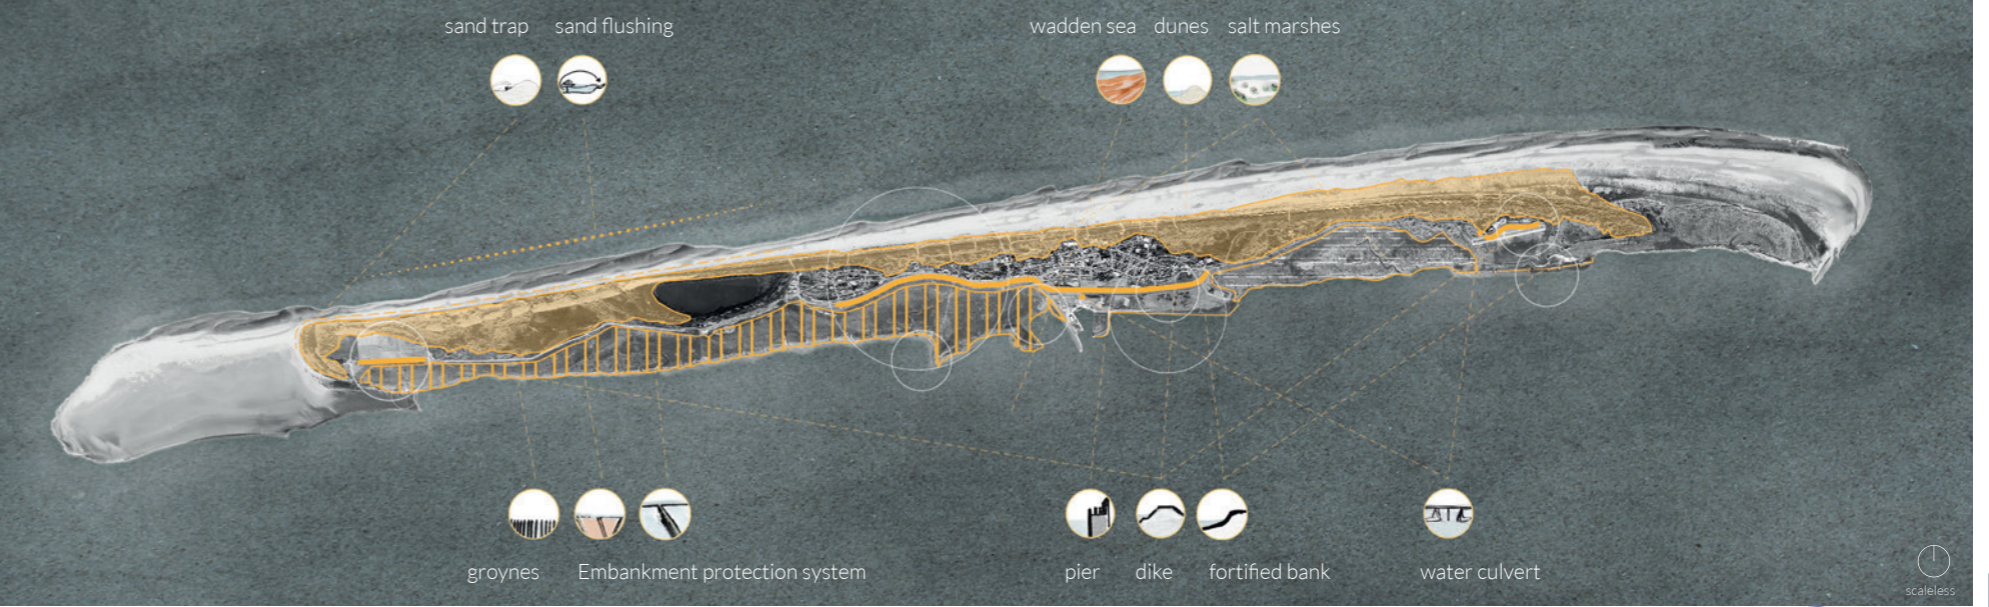 sand trap sand flushing
wadden sea dunes salt marshes
groynes Embankment protection system
pier dike fortified bank
water culvert
scaleless